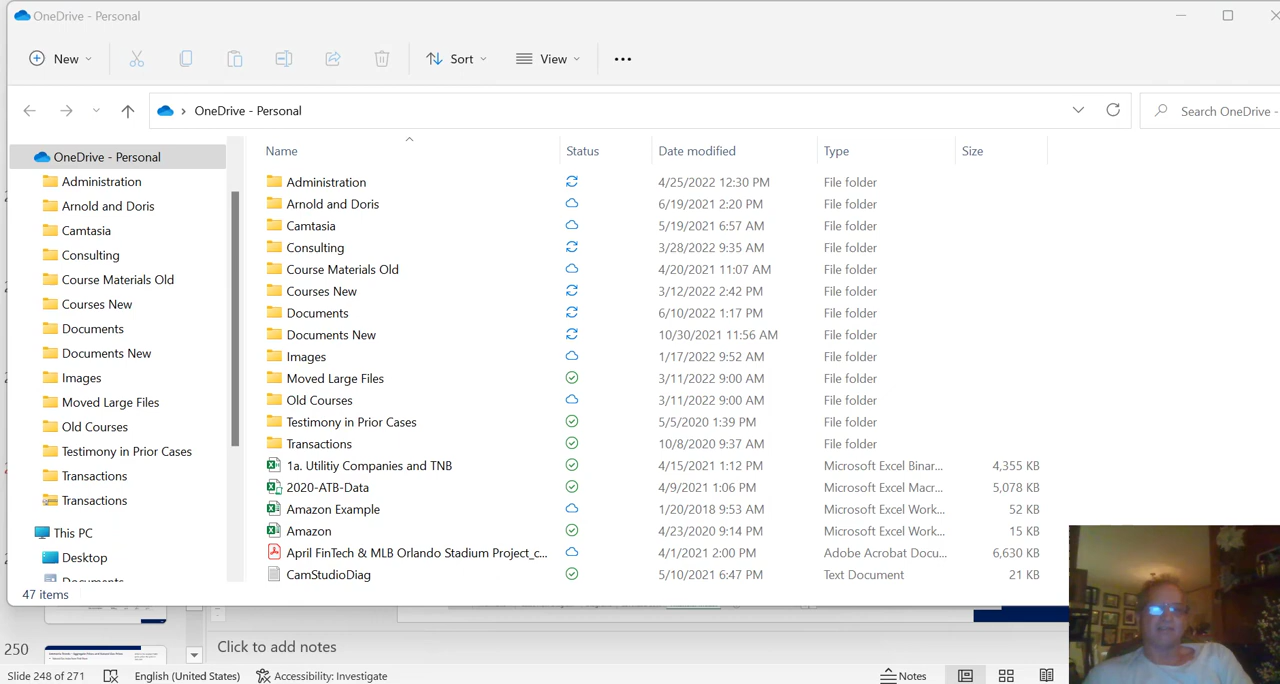 OneDrive - Personal
New
Sort
View
OneDrive - Personal
Search OneDrive -
OneDrive - Personal
Administration
Arnold and Doris
Camtasia
Consulting
Course Materials Old
Courses New
Documents
Documents New
Images
Moved Large Files
Old Courses
Testimony in Prior Cases
Transactions
Transactions
This PC
Desktop
Documents
Name Status Date modified Type Size
Administration 4/25/2022 12:30 PM File folder
Arnold and Doris 6/19/2021 2:20 PM File folder
Camtasia 5/19/2021 6:57 AM File folder
Consulting 3/28/2022 9:35 AM File folder
Course Materials Old 4/20/2021 11:07 AM File folder
Courses New 3/12/2022 2:42 PM File folder
Documents 6/10/2022 1:17 PM File folder
Documents New 10/30/2021 11:56 AM File folder
Images 1/17/2022 9:52 AM File folder
Moved Large Files 3/11/2022 9:00 AM File folder
Old Courses 3/11/2022 9:00 AM File folder
Testimony in Prior Cases 5/5/2020 1:39 PM File folder
Transactions 10/8/2020 9:37 AM File folder
1a. Utilitiy Companies and TNB 4/15/2021 1:12 PM Microsoft Excel Binar... 4,355 KB
2020-ATB-Data 4/9/2021 1:06 PM Microsoft Excel Macr... 5,078 KB
Amazon Example 1/20/2018 9:53 AM Microsoft Excel Work... 52 KB
Amazon 4/23/2020 9:14 PM Microsoft Excel Work... 15 KB
April FinTech & MLB Orlando Stadium Project_c... 4/1/2021 2:00 PM Adobe Acrobat Docu... 6,630 KB
CamStudioDiag 5/10/2021 6:47 PM Text Document 21 KB
47 items
250
Click to add notes
Slide 248 of 271 English (United States) Accessibility: Investigate Notes